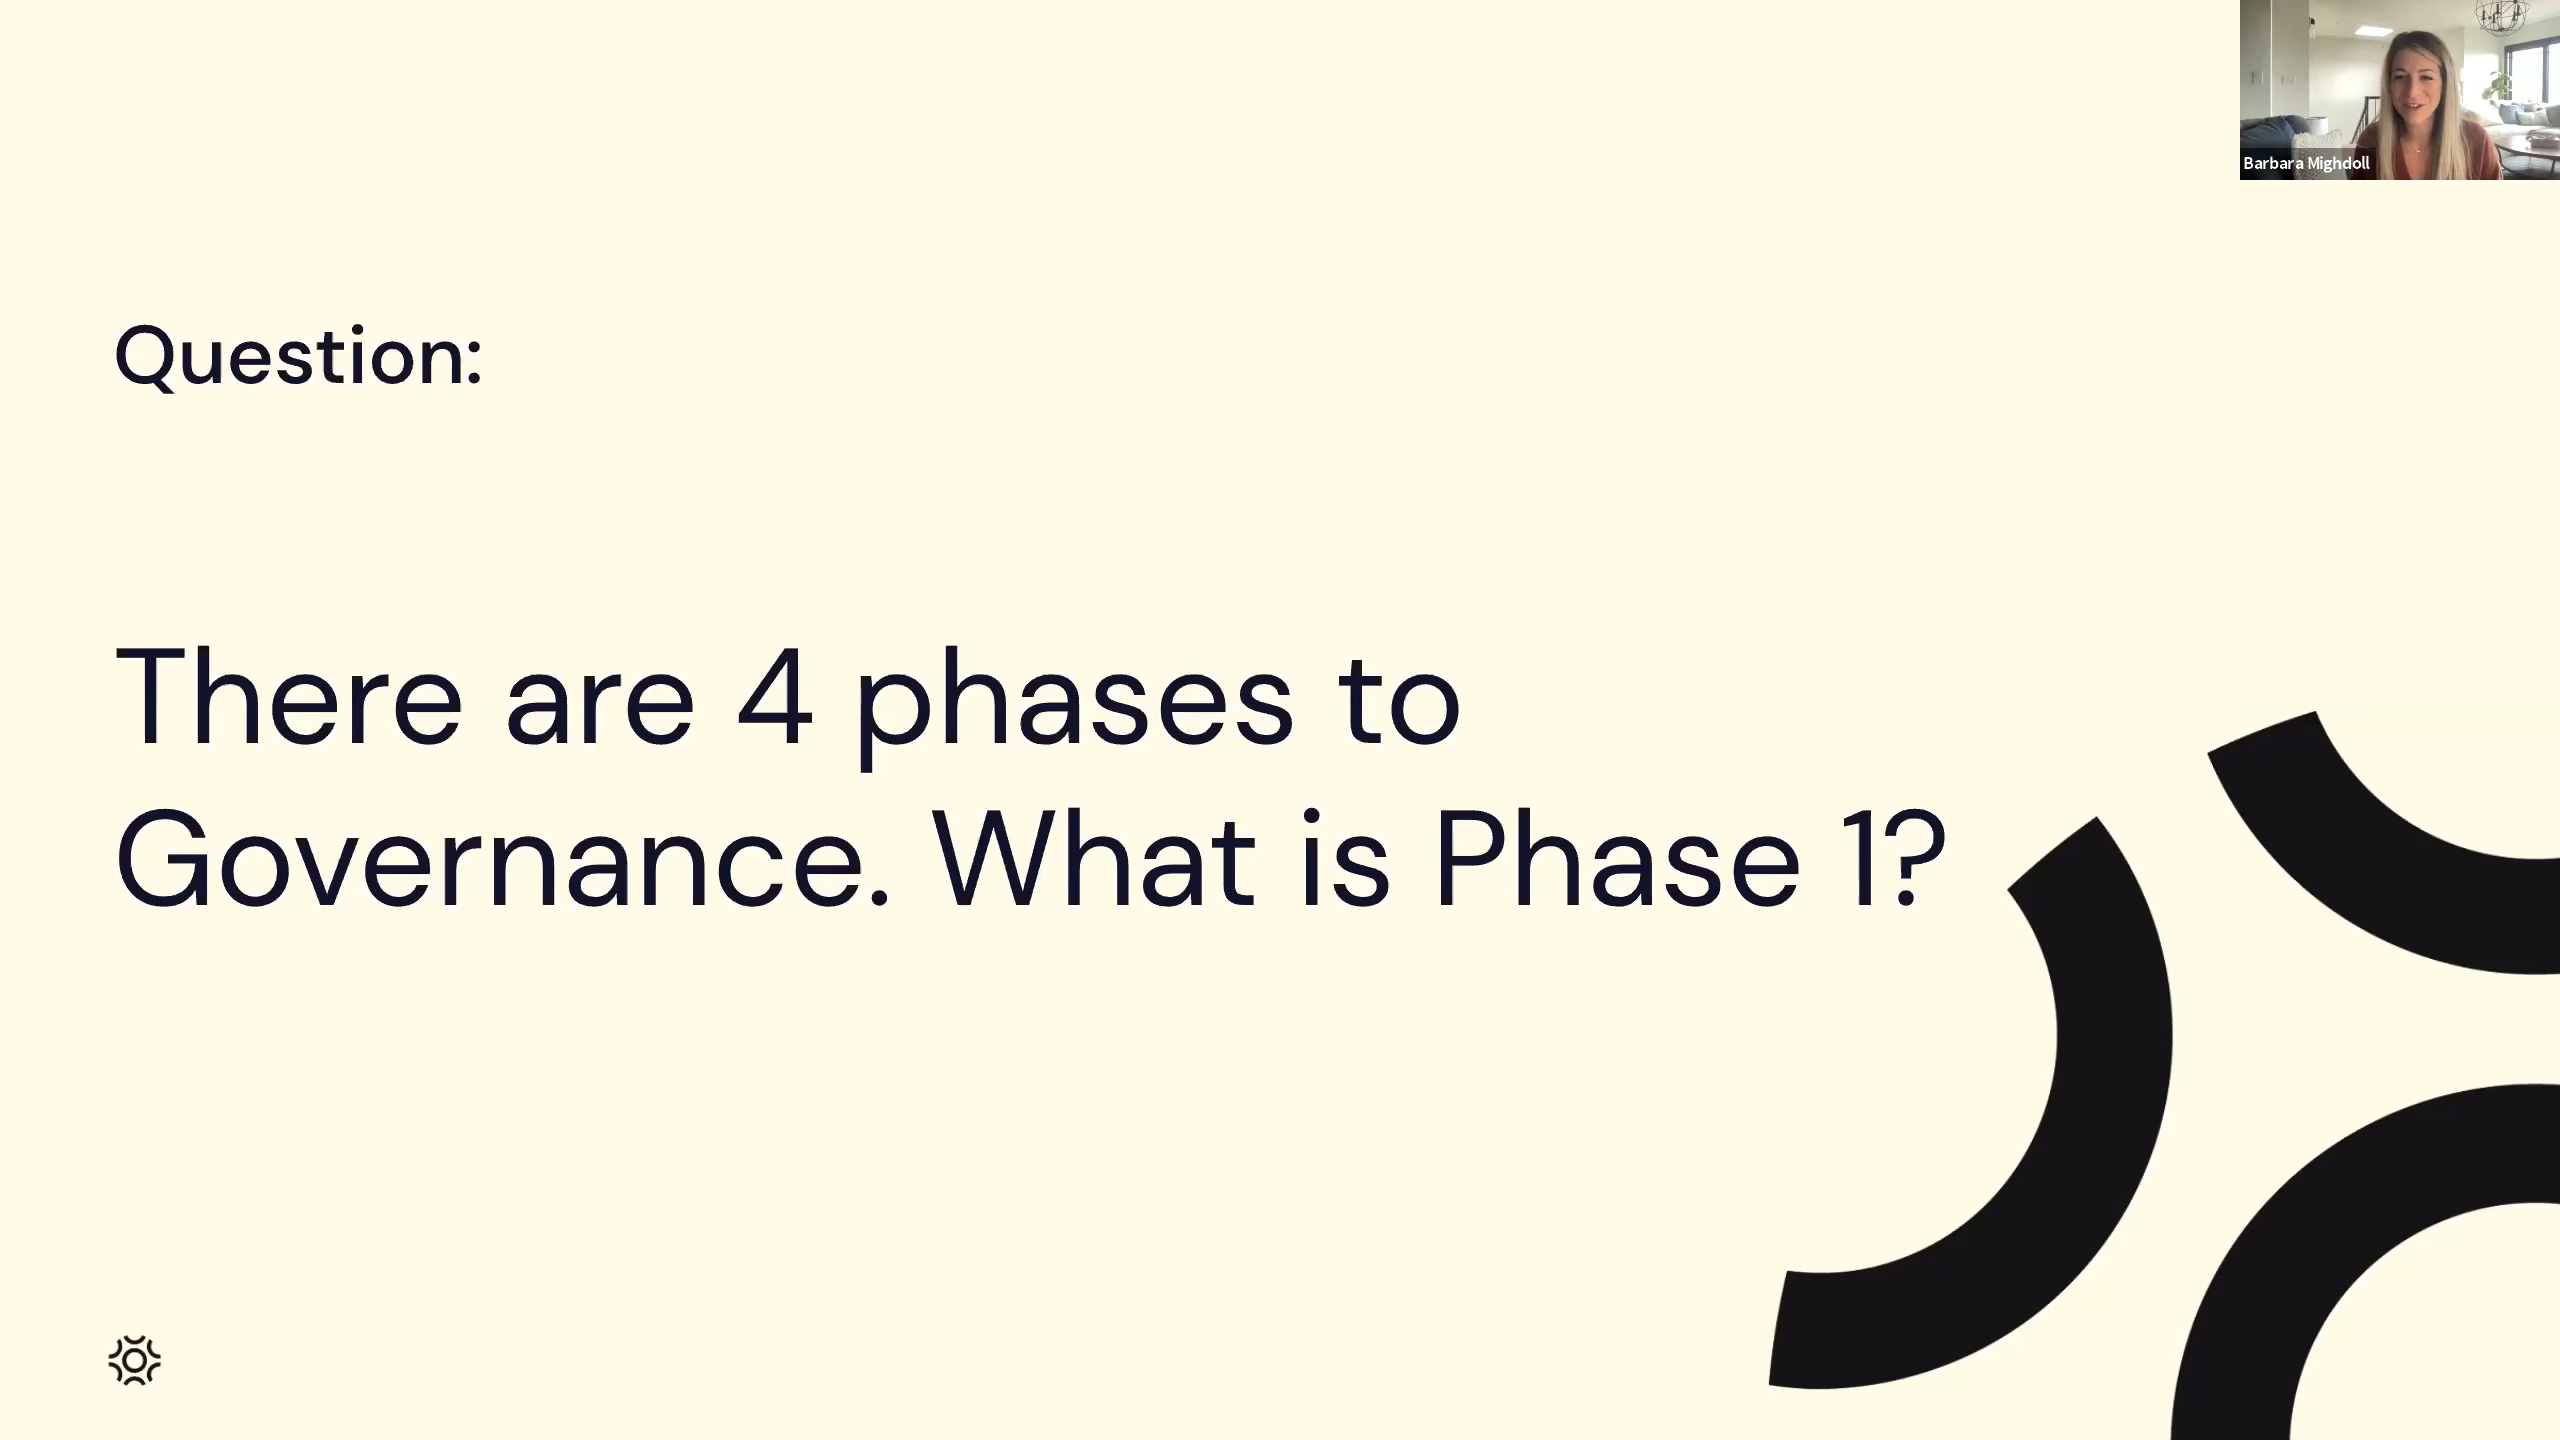 Barbara Mighdoll
Question:
There are 4 phases to
Governance. What is Phase 1?